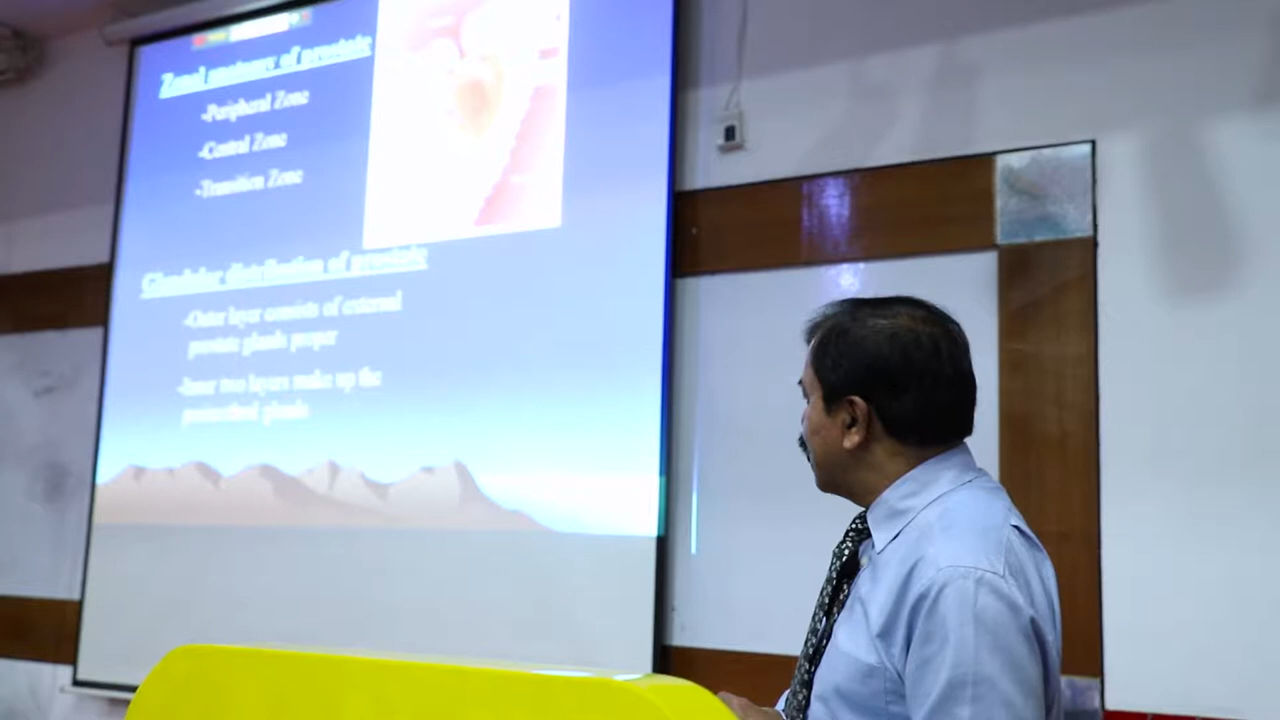 Zonal anatomy of prostate
-Peripheral Zone
-Central Zone
-Transition Zone
Glandular distribution of prostate
-Outer layer consists of external
prostate glands proper
-Inner two layers make up the
glands